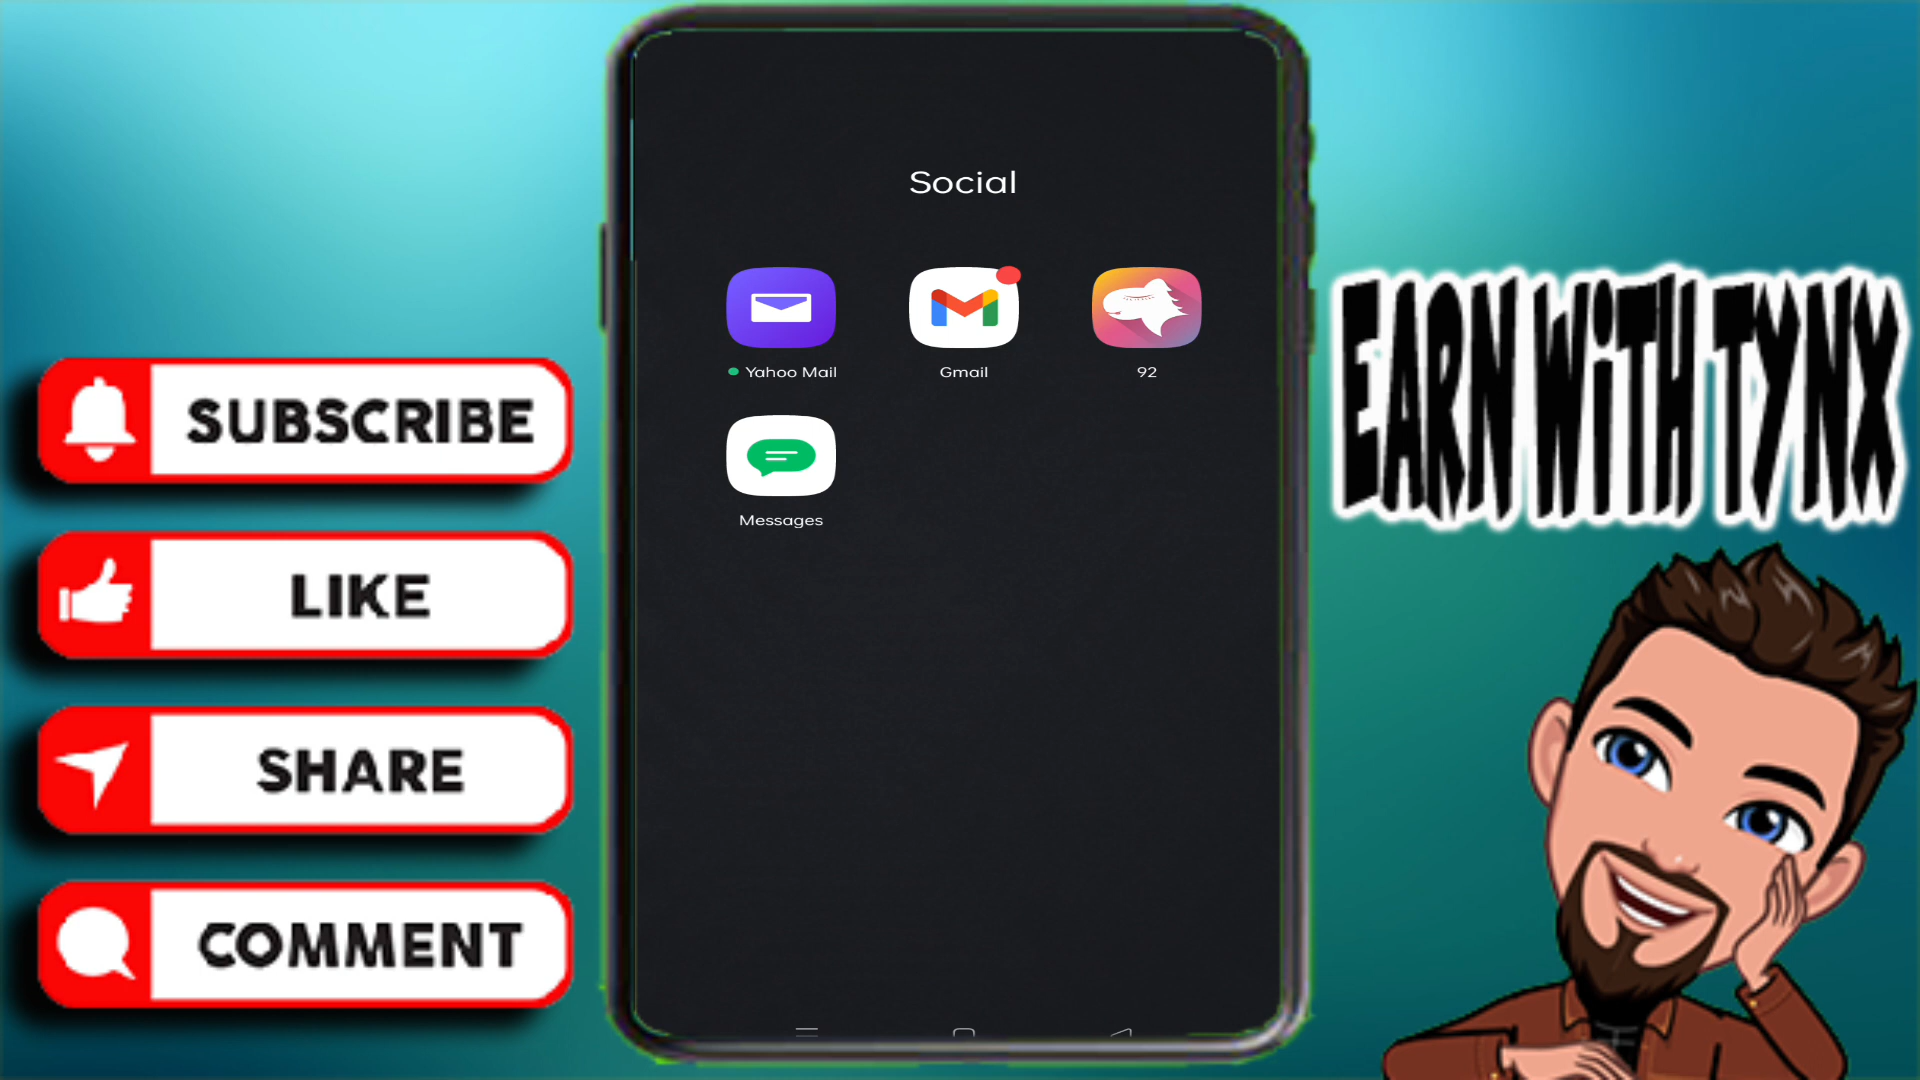 Social
Yahoo Mail
Gmail
92
Messages
SUBSCRIBE
LIKE
SHARE
COMMENT
EARN WiTH TYNX